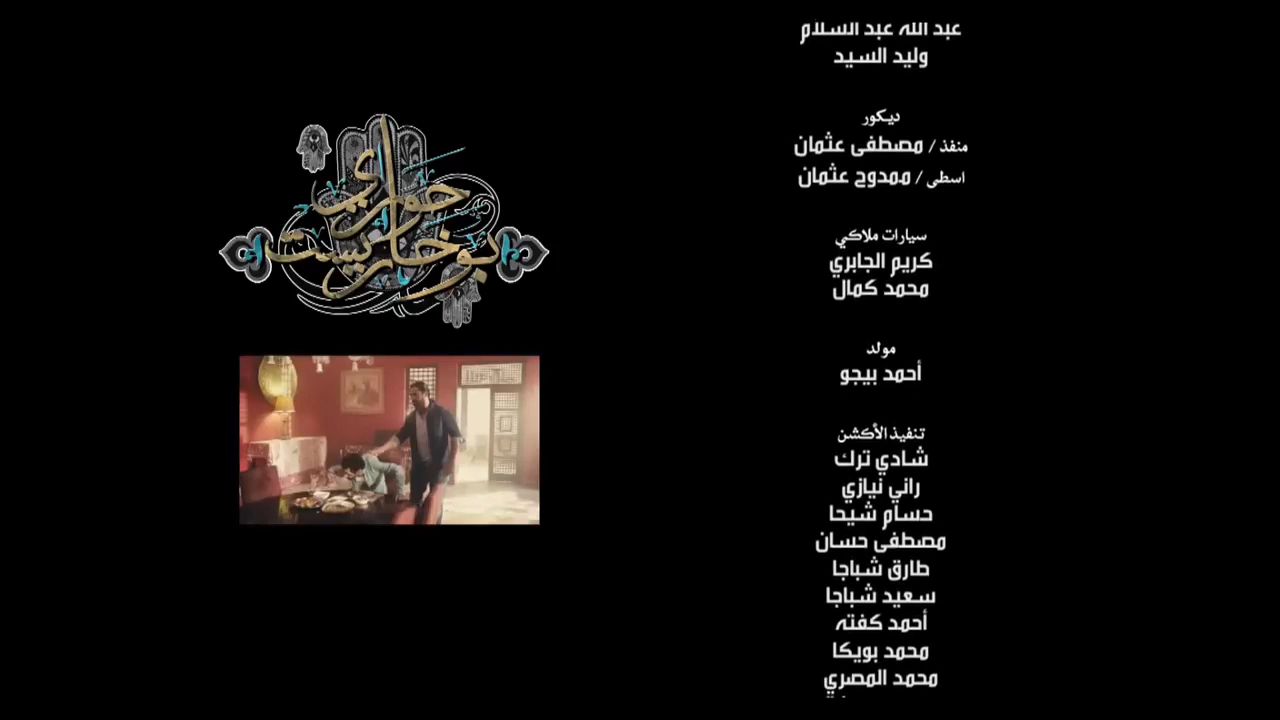 حواري
بوخارست
عبد الله عبد السلام
وليد السيد
ديكور
منفذ / مصطفى عثمان
اسطى / ممدوح عثمان
سيارات ملاكي
كريم الجابري
محمد كمال
مولد
أحمد بيجو
تنفيذ الأكشن
شادي ترك
راني نيازي
حسام شيحا
مصطفى حسان
طارق شباجا
سعيد شباجا
أحمد كفته
محمد بويكا
محمد المصري